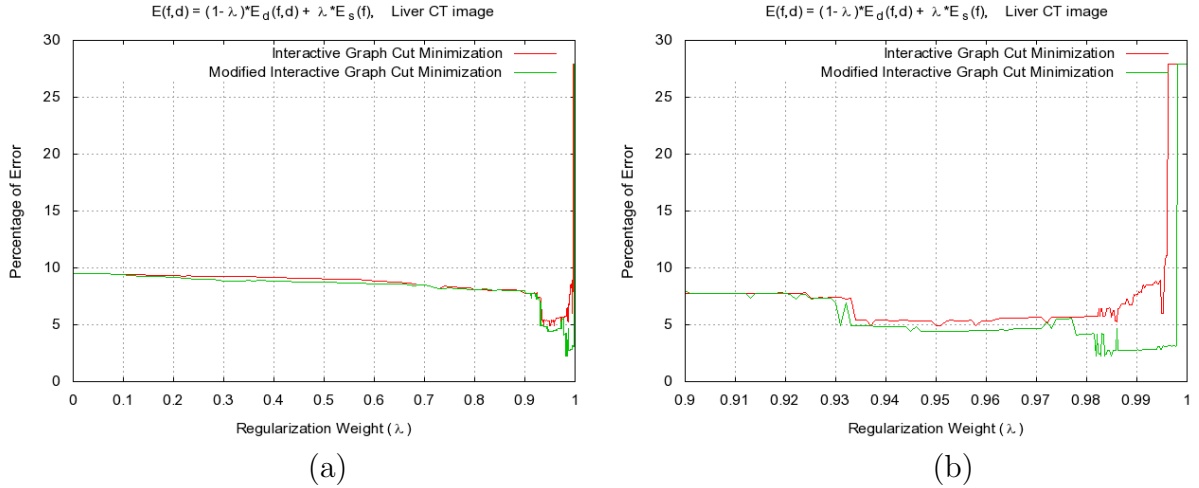 E(f,d) = (1- λ)*E_d(f,d) + λ*E_s(f), Liver CT image
30
25
20
15
10
5
0
Percentage of Error
Interactive Graph Cut Minimization
Modified Interactive Graph Cut Minimization
0 0.1 0.2 0.3 0.4 0.5 0.6 0.7 0.8 0.9 1
Regularization Weight (λ)
(a)
E(f,d) = (1- λ)*E_d(f,d) + λ*E_s(f), Liver CT image
30
25
20
15
10
5
0
Percentage of Error
Interactive Graph Cut Minimization
Modified Interactive Graph Cut Minimization
0.9 0.91 0.92 0.93 0.94 0.95 0.96 0.97 0.98 0.99 1
Regularization Weight (λ)
(b)